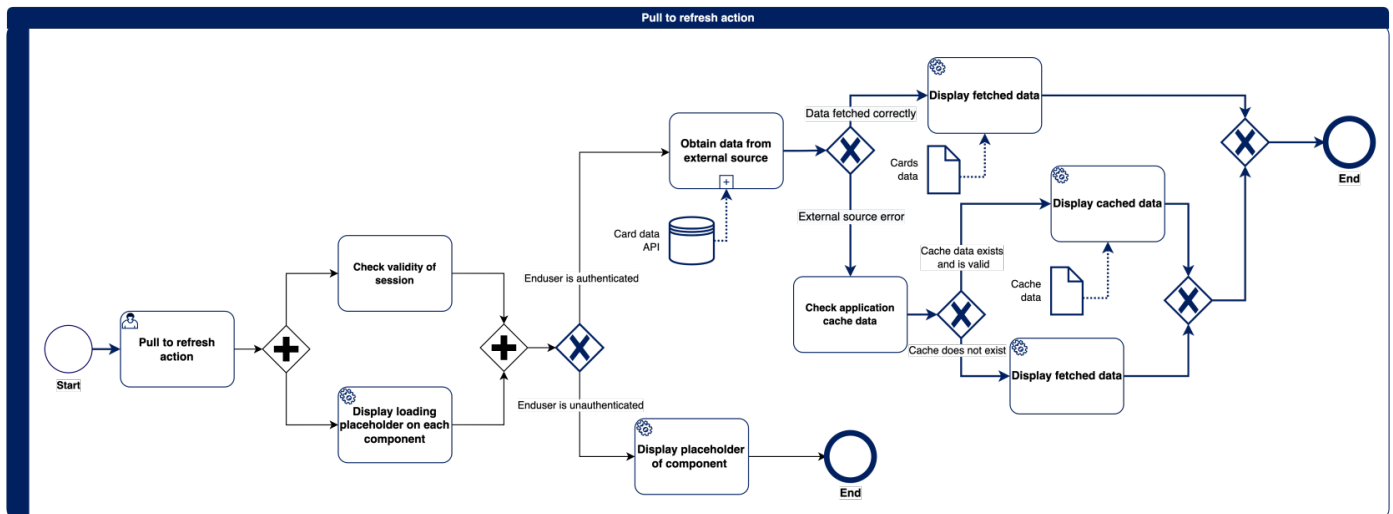 Pull to refresh action
Start
Pull to refresh
action
Check validity of
session
Display loading
placeholder on each
component
Enduser is authenticated
Enduser is unauthenticated
Display placeholder
of component
End
Obtain data from
external source
+
Card data
API
Data fetched correctly
External source error
Display fetched data
Cards
data
Check application
cache data
Cache data exists
and is valid
Cache does not exist
Display cached data
Cache
data
Display fetched data
End